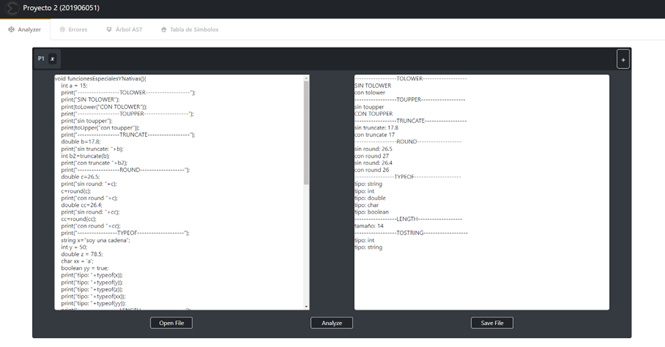 Proyecto 2 (201906051)
Analyzer
Errores
Árbol AST
Tabla de Símbolos
P1 x
+
void funcionesEspecialesYNativas(){
int a = 15;
print("-------------------TOLOWER--------------------");
print("SIN TOLOWER");
print(toLower("CON TOLOWER"));
print("-------------------TOUPPER--------------------");
print("sin toupper");
print(toUpper("con toupper"));
print("-------------------TRUNCATE-------------------");
double b=17.8;
print("sin truncate: "+b);
int b2=truncate(b);
print("con truncate "+b2);
print("-------------------ROUND--------------------");
double c=26.5;
print("sin round: "+c);
c=round(c);
print("con round "+c);
double cc=26.4;
print("sin round: "+cc);
cc=round(cc);
print("con round "+cc);
print("------------------TYPEOF---------------------");
string x="soy una cadena";
int y = 50;
double z = 78.5;
char xx = 'a';
boolean yy = true;
print("tipo: "+typeof(x));
print("tipo: "+typeof(y));
print("tipo: "+typeof(z));
print("tipo: "+typeof(xx));
print("tipo: "+typeof(yy));
-------------------TOLOWER--------------------
SIN TOLOWER
con tolower
-------------------TOUPPER--------------------
sin toupper
CON TOUPPER
-------------------TRUNCATE-------------------
sin truncate: 17.8
con truncate 17
-------------------ROUND--------------------
sin round: 26.5
con round 27
sin round: 26.4
con round 26
------------------TYPEOF---------------------
tipo: string
tipo: int
tipo: double
tipo: char
tipo: boolean
-------------------LENGTH--------------------
tamaño: 14
-------------------TOSTRING--------------------
tipo: int
tipo: string
Open File
Analyze
Save File